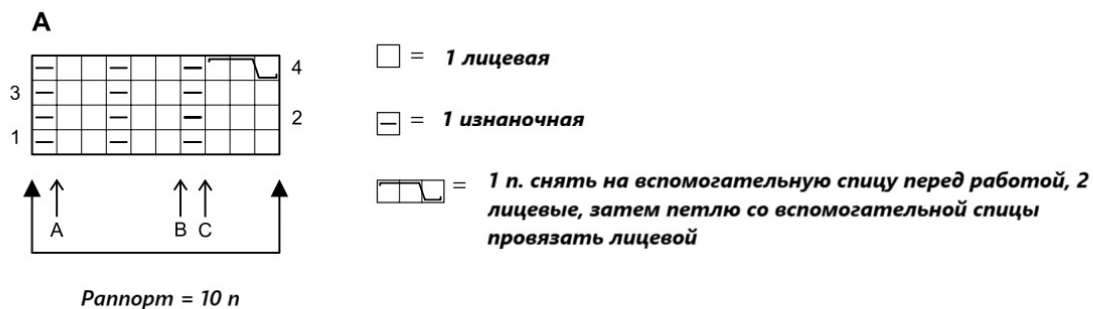 A
4
3
2
1
A B C
Раппорт = 10 п
= 1 лицевая
= 1 изнаночная
= 1 п. снять на вспомогательную спицу перед работой, 2
лицевые, затем петлю со вспомогательной спицы
провязать лицевой